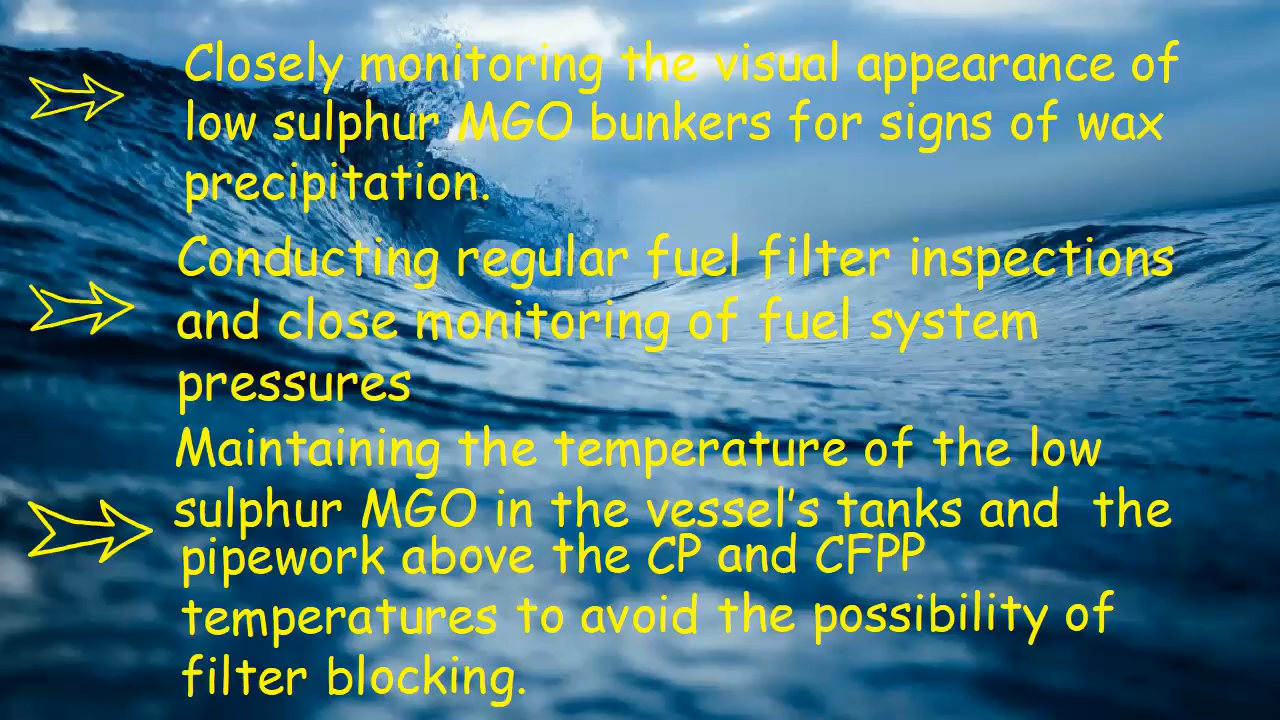 Closely monitoring the visual appearance of
low sulphur MGO bunkers for signs of wax
precipitation.
Conducting regular fuel filter inspections
and close monitoring of fuel system
pressures
Maintaining the temperature of the low
sulphur MGO in the vessel's tanks and  the
pipework above the CP and CFPP
temperatures to avoid the possibility of
filter blocking.